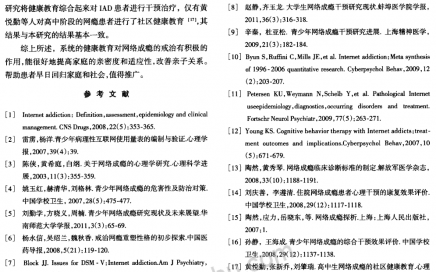 研究将健康教育综合起来对 IAD 患者进行干预治疗，仅有黄
悦勤等人对高中阶段的网瘾患者进行了社区健康教育 [17]，其
结果与本研究的结果基本一致。
综上所述，系统的健康教育对网络成瘾的戒治有积极的
作用，能很好地提高家庭的亲密度和适应性、改善亲子关系。
帮助患者早日回归家庭和社会，值得推广。
参 考 文 献
[1] Internet addiction: Definition, assessment, epidemiology and clinical
management. CNS Drugs, 2008, 22(5): 353-365.
[2] 雷雳，杨洋. 青少年病理性互联网使用量表的编制与验证. 心理学
报, 2007, 39(4): 39.
[3] 陈侠，黄希庭，白纲. 关于网络成瘾的心理学研究. 心理科学进
展, 2003, 11(3): 355-359.
[4] 姚玉红，赫清华，刘格林. 青少年网络成瘾的危害性及防治对策.
中国学校卫生, 2007, 28(5): 475-477.
[5] 刘勤学，方晓义，周楠. 青少年网络成瘾研究现状及未来展望. 华
南师范大学学报, 2011, 3(3): 65-69.
[6] 杨永信，吴绍兰，魏秋香. 戒治网瘾重塑性格的初步探索. 中国医
药导报, 2008, 5(21): 119-120.
[7] Block JJ. Issues for DSM - V; Internet addiction. Am J Psychiatry,
[8] 赵静，齐玉龙. 大学生网络成瘾干预研究现状. 蚌埠医学院学报,
2011, 36(3): 316-318.
[9] 辛磊，杜亚松. 青少年网络成瘾干预研究进展. 上海精神医学,
2009, 21(3): 182-184.
[10] Byun S, Ruffini C, Mills JE, et al. Internet addiction: Meta synthesis
of 1996-2006 quantitative research. Cyberpsychol Behav, 2009, 12
(2): 203-207.
[11] Petersen KU, Weymann N, Schelb Y, et al. Pathological Internet
useepidemiology, diagnostics, occurring disorders and treatment.
Fortschr Neurol Psychiatr, 2009, 77(5): 263-271.
[12] Young KS. Cognitive behavior therapy with Internet addicts: treat-
ment outcomes and implications. Cyberpsychol Behav, 2007, 10
(5): 671-679.
[13] 陶然，黄秀琴. 网络成瘾临床诊断标准的制定. 解放军医学杂志,
2008, 33(10): 1188-1191.
[14] 刘庆善，李遵清. 住院网络成瘾患者心理干预的康复效果评价.
中国学校卫生, 2008, 29(12): 1117-1118.
[15] 陶然，应力，岳晓东，等. 网络成瘾探析. 上海：上海人民出版社,
2007: 1.
[16] 孙静，王海成. 青少年网络成瘾的综合干预效果评价. 中国学校
卫生, 2008, 29(12): 1137-1138.
[17] 黄悦勤，张新乔，刘肇瑞. 高中生网络成瘾的社区健康教育. 心理